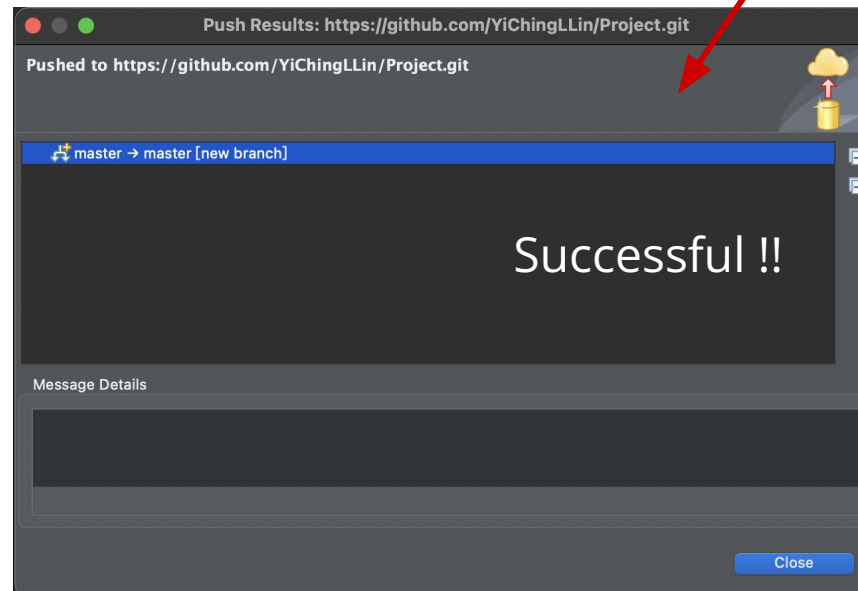 Push Results: https://github.com/YiChingLLin/Project.git
Pushed to https://github.com/YiChingLLin/Project.git
master → master [new branch]
Successful !!
Message Details
Close